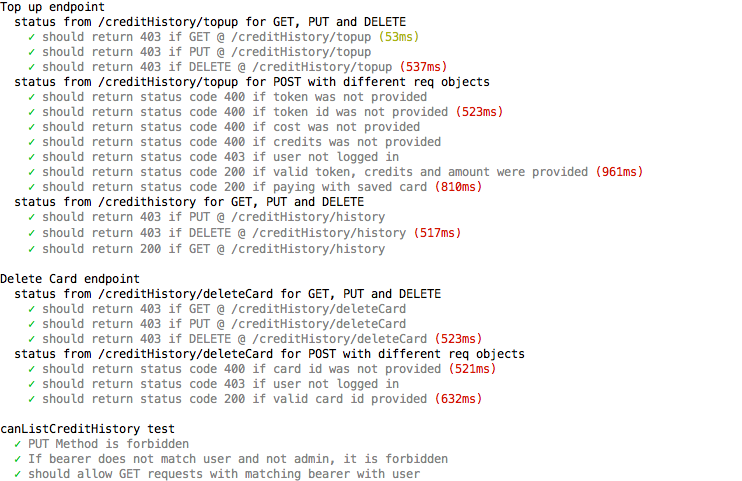 Top up endpoint
status from /creditHistory/topup for GET, PUT and DELETE
✓ should return 403 if GET @ /creditHistory/topup (53ms)
✓ should return 403 if PUT @ /creditHistory/topup
✓ should return 403 if DELETE @ /creditHistory/topup (537ms)
status from /creditHistory/topup for POST with different req objects
✓ should return status code 400 if token was not provided
✓ should return status code 400 if token id was not provided (523ms)
✓ should return status code 400 if cost was not provided
✓ should return status code 400 if credits was not provided
✓ should return status code 403 if user not logged in
✓ should return status code 200 if valid token, credits and amount were provided (961ms)
✓ should return status code 200 if paying with saved card (810ms)
status from /credithistory for GET, PUT and DELETE
✓ should return 403 if PUT @ /creditHistory/history
✓ should return 403 if DELETE @ /creditHistory/history (517ms)
✓ should return 200 if GET @ /creditHistory/history
Delete Card endpoint
status from /creditHistory/deleteCard for GET, PUT and DELETE
✓ should return 403 if GET @ /creditHistory/deleteCard
✓ should return 403 if PUT @ /creditHistory/deleteCard
✓ should return 403 if DELETE @ /creditHistory/deleteCard (523ms)
status from /creditHistory/deleteCard for POST with different req objects
✓ should return status code 400 if card id was not provided (521ms)
✓ should return status code 403 if user not logged in
✓ should return status code 200 if valid card id provided (632ms)
canListCreditHistory test
✓ PUT Method is forbidden
✓ If bearer does not match user and not admin, it is forbidden
✓ should allow GET requests with matching bearer with user